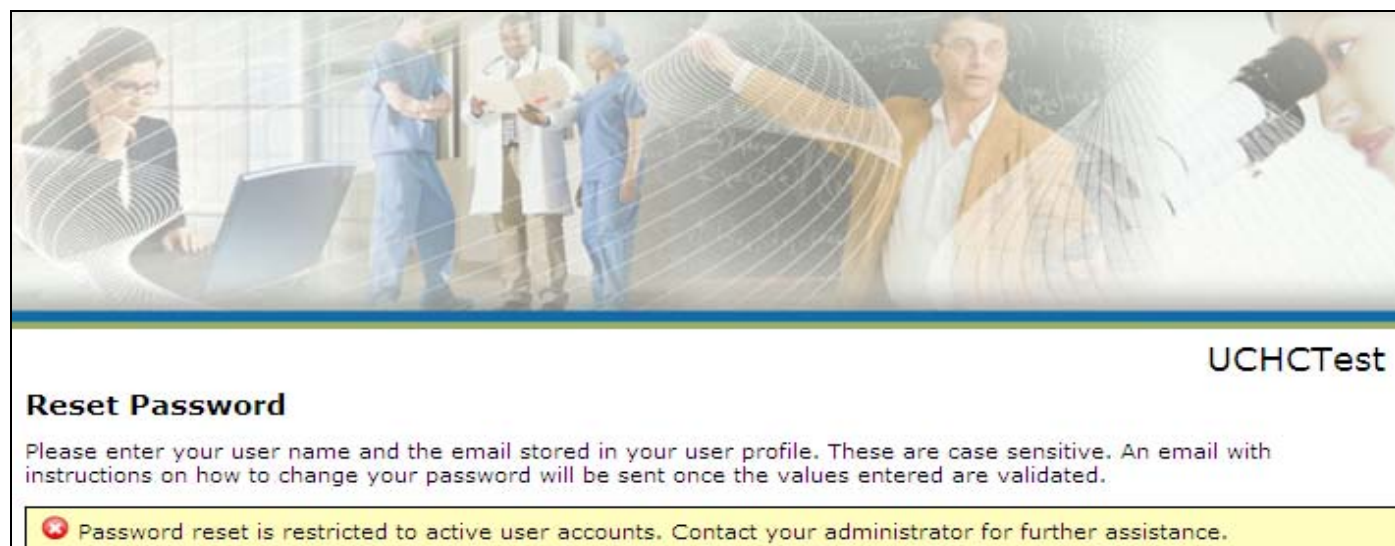 UCHCTest
Reset Password
Please enter your user name and the email stored in your user profile. These are case sensitive. An email with
instructions on how to change your password will be sent once the values entered are validated.
Password reset is restricted to active user accounts. Contact your administrator for further assistance.